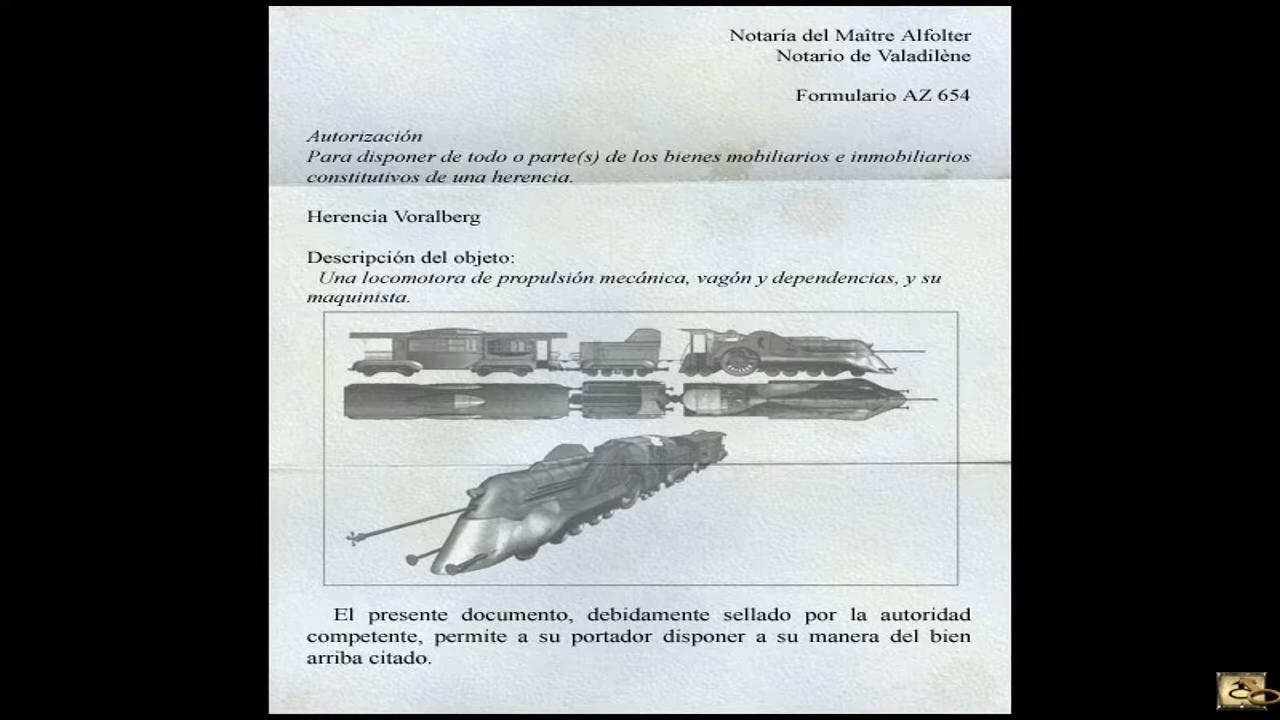 Notaría del Maître Alfolter
Notario de Valadilène
Formulario AZ 654
Autorización
Para disponer de todo o parte(s) de los bienes mobiliarios e inmobiliarios
constitutivos de una herencia.
Herencia Voralberg
Descripción del objeto:
Una locomotora de propulsión mecánica, vagón y dependencias, y su
maquinista.
El presente documento, debidamente sellado por la autoridad
competente, permite a su portador disponer a su manera del bien
arriba citado.